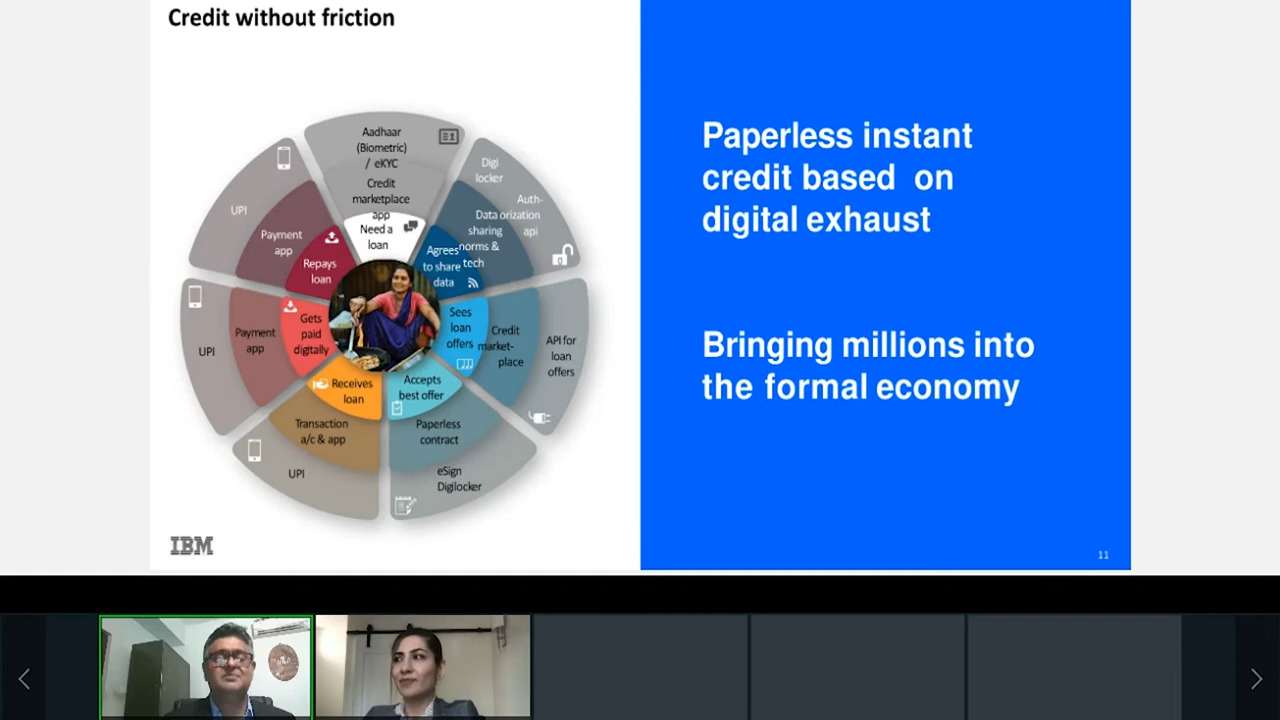 Credit without friction
Aadhaar
(Biometric)
/ eKYC
Credit
marketplace
app
Need a
loan
Digi
locker
Auth-
orization
api
Data
sharing
norms &
tech
Agrees
to share
data
API for
loan
offers
Credit
market-
place
Sees
loan
offers
eSign
Digilocker
Paperless
contract
Accepts
best offer
UPI
Transaction
a/c & app
Receives
loan
UPI
Payment
app
Gets
paid
digitally
UPI
Payment
app
Repays
loan
IBM
Paperless instant
credit based on
digital exhaust
Bringing millions into
the formal economy
11